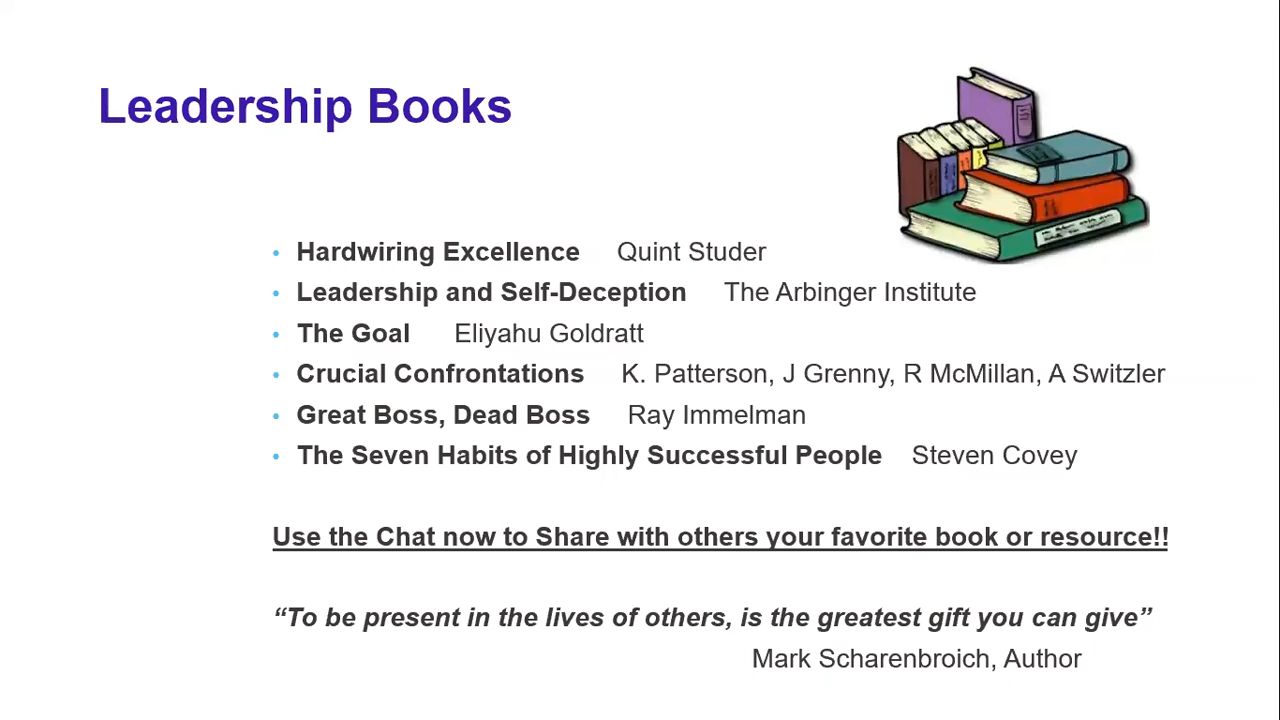 Leadership Books
• Hardwiring Excellence Quint Studer
• Leadership and Self-Deception The Arbinger Institute
• The Goal Eliyahu Goldratt
• Crucial Confrontations K. Patterson, J Grenny, R McMillan, A Switzler
• Great Boss, Dead Boss Ray Immelman
• The Seven Habits of Highly Successful People Steven Covey
Use the Chat now to Share with others your favorite book or resource!!
“To be present in the lives of others, is the greatest gift you can give”
Mark Scharenbroich, Author